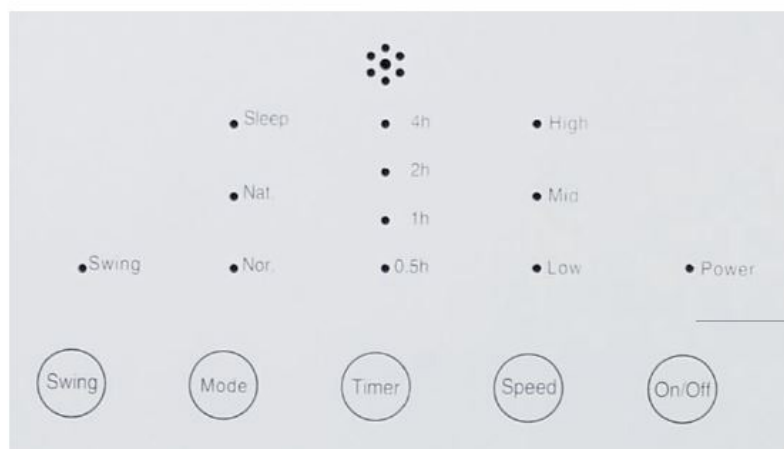 Sleep 4h High
2h
Nat. Mid
1h
Swing Nor. 0.5h Low Power
Swing Mode Timer Speed On/Off